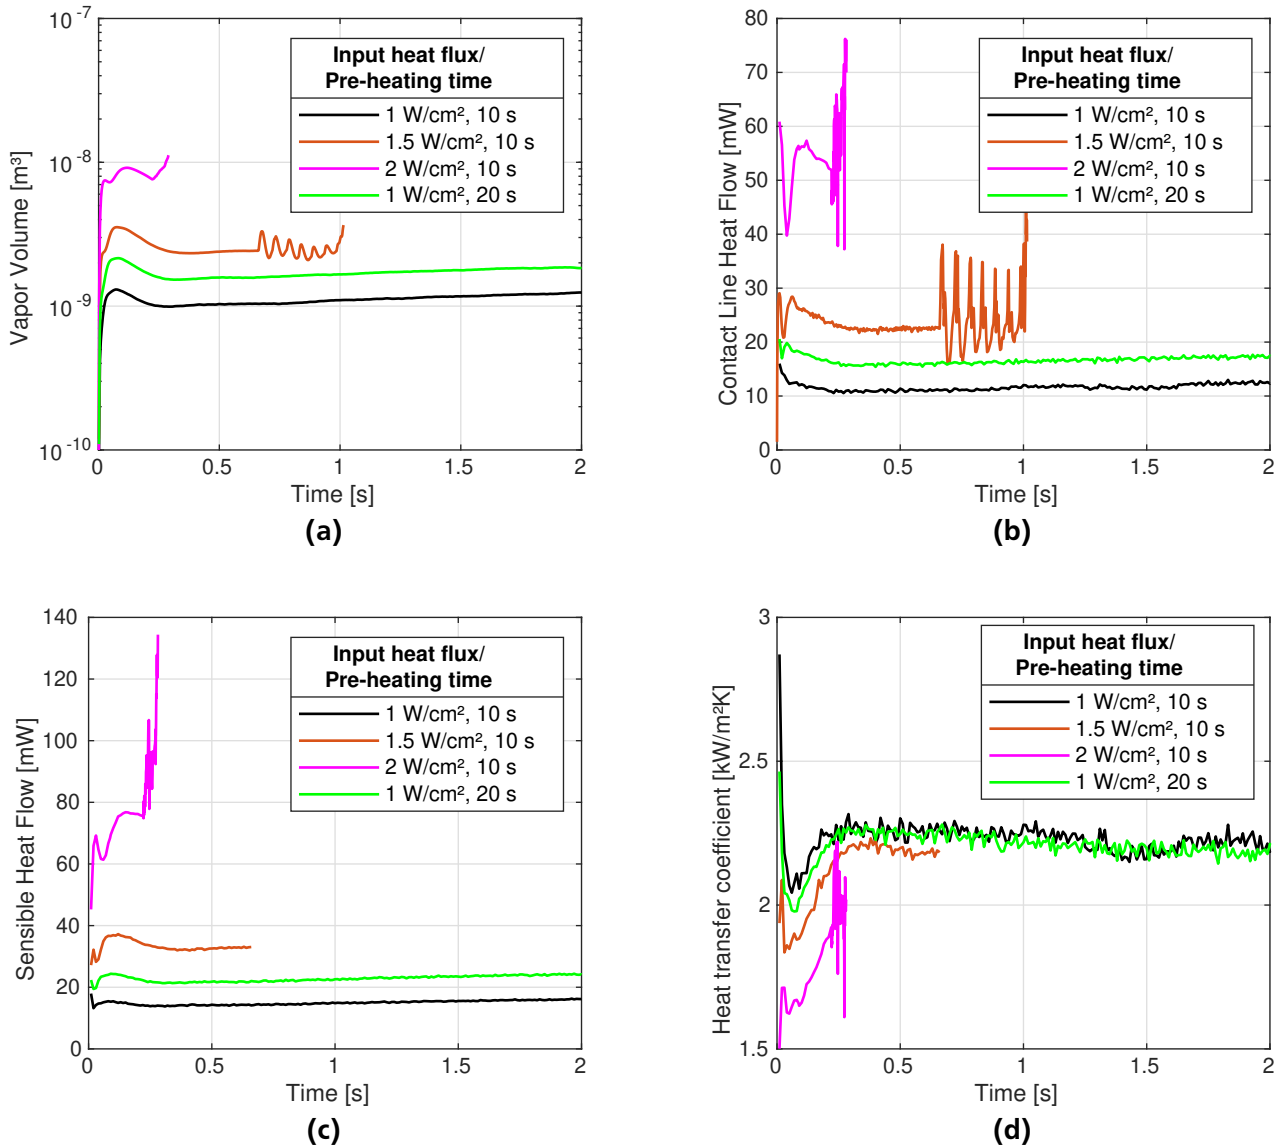 10⁻⁷
10⁻⁸
10⁻⁹
10⁻¹⁰
Vapor Volume [m³]
Input heat flux/
Pre-heating time
1 W/cm², 10 s
1.5 W/cm², 10 s
2 W/cm², 10 s
1 W/cm², 20 s
0 0.5 1 1.5 2
Time [s]
(a)
80
70
60
50
40
30
20
10
0
Contact Line Heat Flow [mW]
Input heat flux/
Pre-heating time
1 W/cm², 10 s
1.5 W/cm², 10 s
2 W/cm², 10 s
1 W/cm², 20 s
0 0.5 1 1.5 2
Time [s]
(b)
140
120
100
80
60
40
20
0
Sensible Heat Flow [mW]
Input heat flux/
Pre-heating time
1 W/cm², 10 s
1.5 W/cm², 10 s
2 W/cm², 10 s
1 W/cm², 20 s
0 0.5 1 1.5 2
Time [s]
(c)
3
2.5
2
1.5
Heat transfer coefficient [kW/m²K]
Input heat flux/
Pre-heating time
1 W/cm², 10 s
1.5 W/cm², 10 s
2 W/cm², 10 s
1 W/cm², 20 s
0 0.5 1 1.5 2
Time [s]
(d)